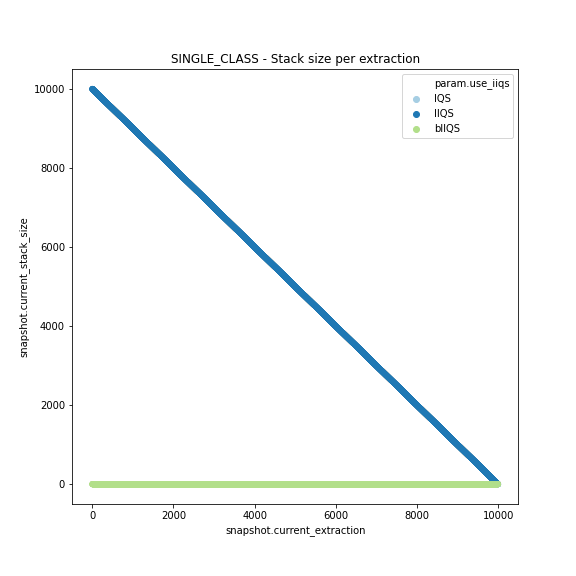 SINGLE_CLASS - Stack size per extraction
param.use_iiqs
IQS
IIQS
bIIQS
10000
8000
6000
4000
2000
0
snapshot.current_stack_size
0
2000
4000
6000
8000
10000
snapshot.current_extraction